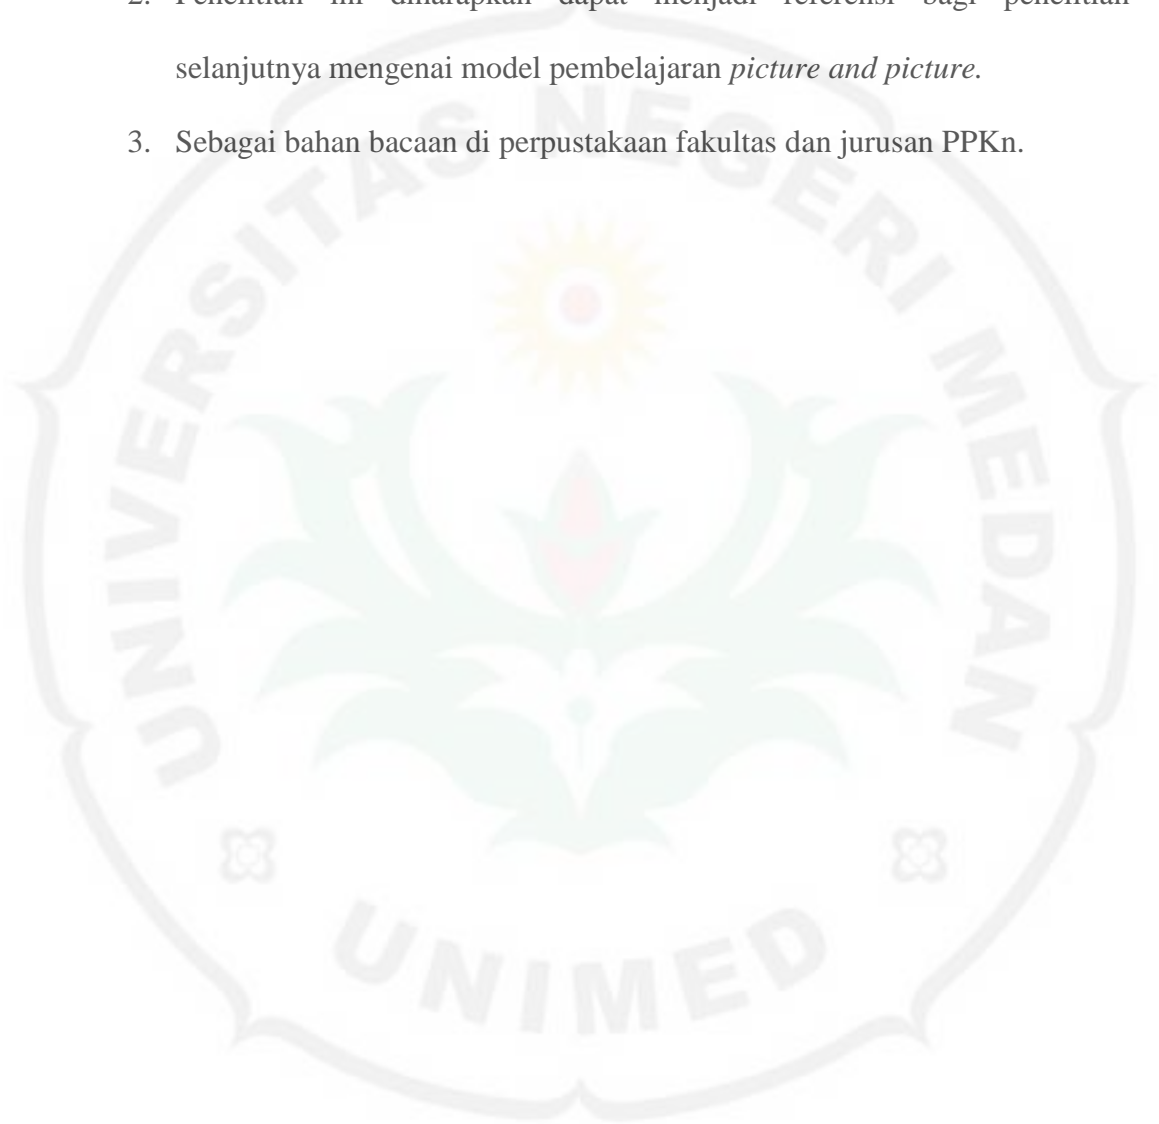 2. Penelitian ini diharapkan dapat menjadi referensi bagi penelitian
selanjutnya mengenai model pembelajaran picture and picture.
3. Sebagai bahan bacaan di perpustakaan fakultas dan jurusan PPKn.
UNIVERSITAS NEGERI MEDAN
UNIMED